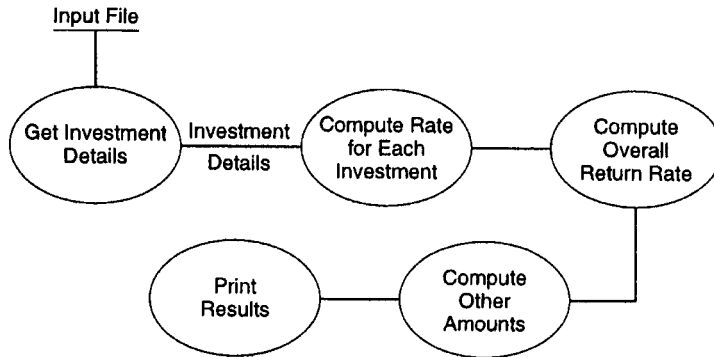 Input File
Get Investment
Details
Investment
Details
Compute Rate
for Each
Investment
Compute
Overall
Return Rate
Print
Results
Compute
Other
Amounts